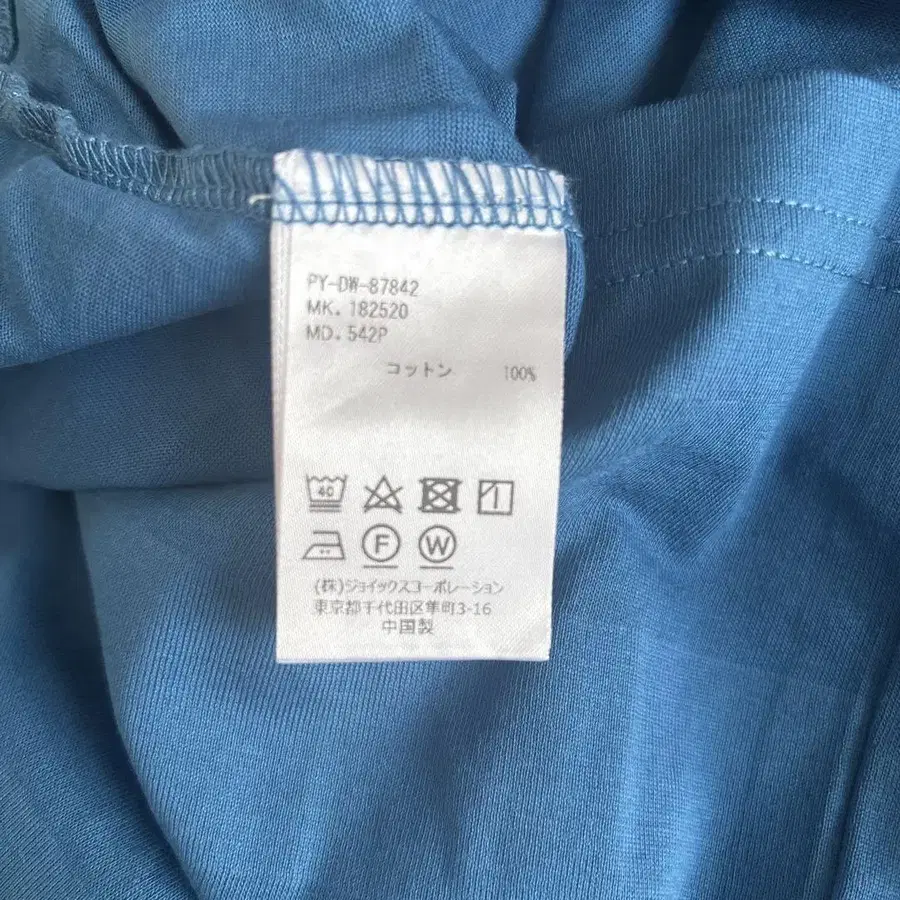 PY-DW-87842
MK. 182520
MD. 542P
コットン 100%
40
F W
(株)ジョイックスコーポレーション
東京都千代田区隼町3-16
中国製